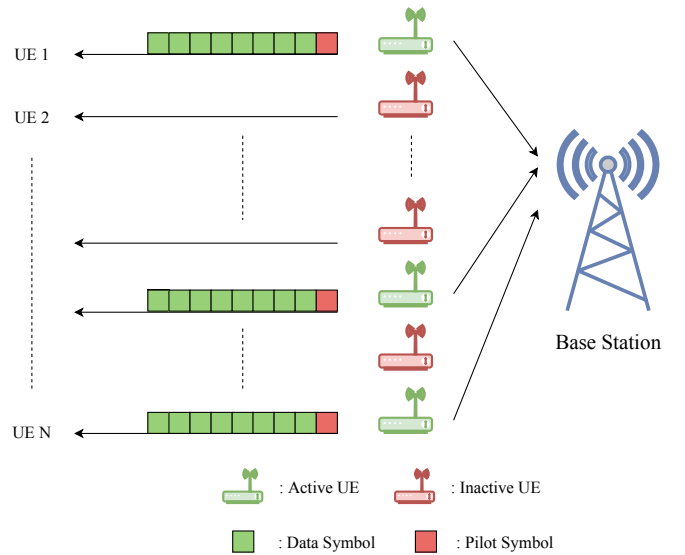 UE 1
UE 2
Base Station
UE N
: Active UE
: Inactive UE
: Data Symbol
: Pilot Symbol